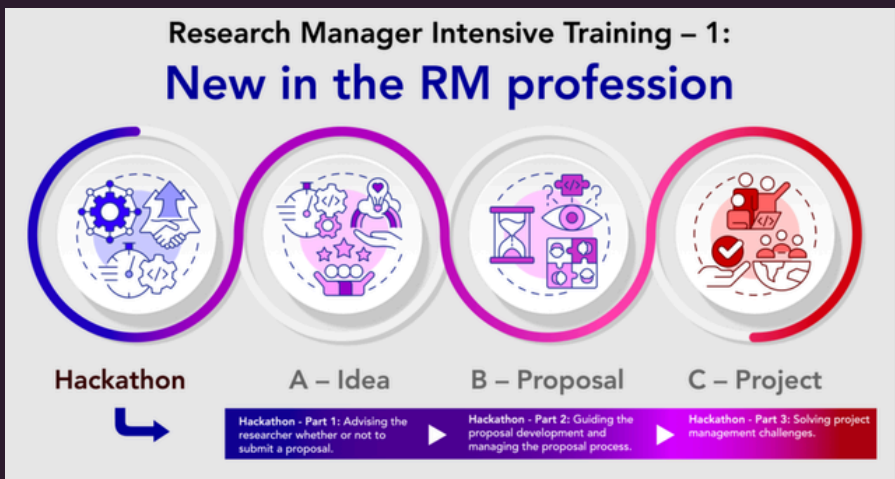 Research Manager Intensive Training – 1:
New in the RM profession
</>
</>
</>
Hackathon
A – Idea
B – Proposal
C – Project
Hackathon - Part 1: Advising the
researcher whether or not to
submit a proposal.
Hackathon - Part 2: Guiding the
proposal development and
managing the proposal process.
Hackathon - Part 3: Solving project
management challenges.